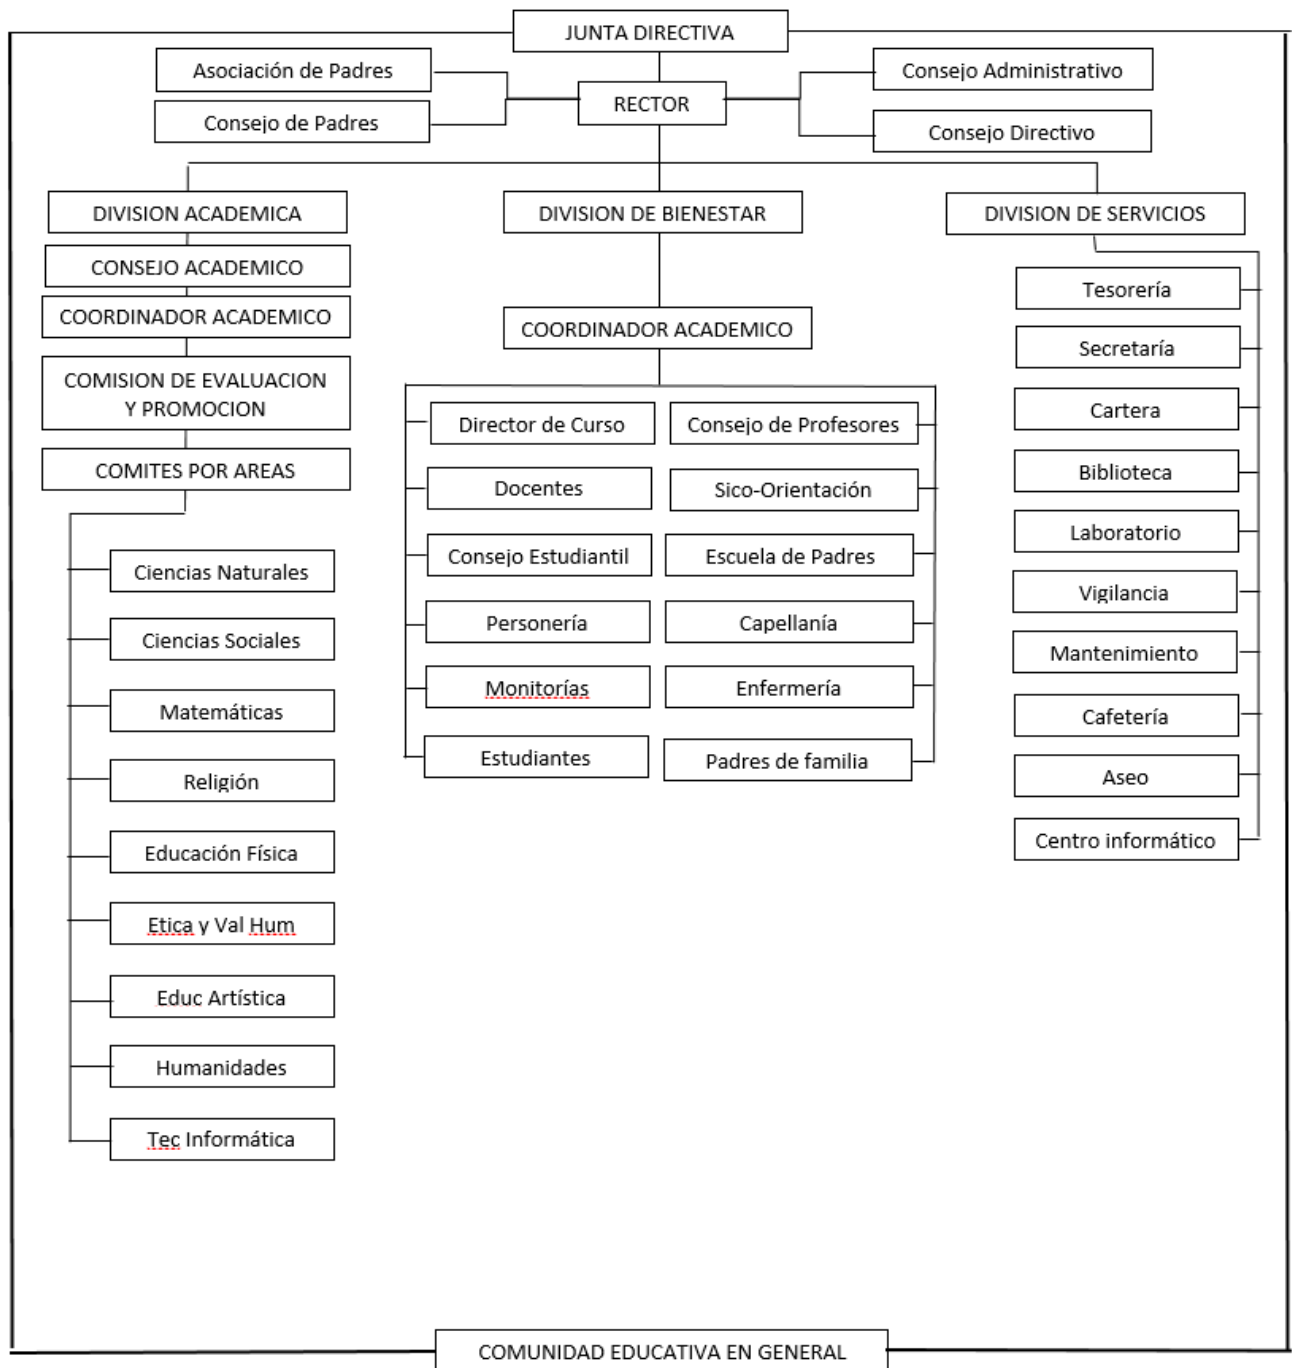 JUNTA DIRECTIVA
Asociación de Padres
Consejo Administrativo
RECTOR
Consejo de Padres
Consejo Directivo
DIVISION ACADEMICA
CONSEJO ACADEMICO
COORDINADOR ACADEMICO
COMISION DE EVALUACION
Y PROMOCION
COMITES POR AREAS
Ciencias Naturales
Ciencias Sociales
Matemáticas
Religión
Educación Física
Etica y Val Hum
Educ Artística
Humanidades
Tec Informática
DIVISION DE BIENESTAR
COORDINADOR ACADEMICO
Director de Curso
Docentes
Consejo Estudiantil
Personería
Monitorías
Estudiantes
Consejo de Profesores
Sico-Orientación
Escuela de Padres
Capellanía
Enfermería
Padres de familia
DIVISION DE SERVICIOS
Tesorería
Secretaría
Cartera
Biblioteca
Laboratorio
Vigilancia
Mantenimiento
Cafetería
Aseo
Centro informático
COMUNIDAD EDUCATIVA EN GENERAL